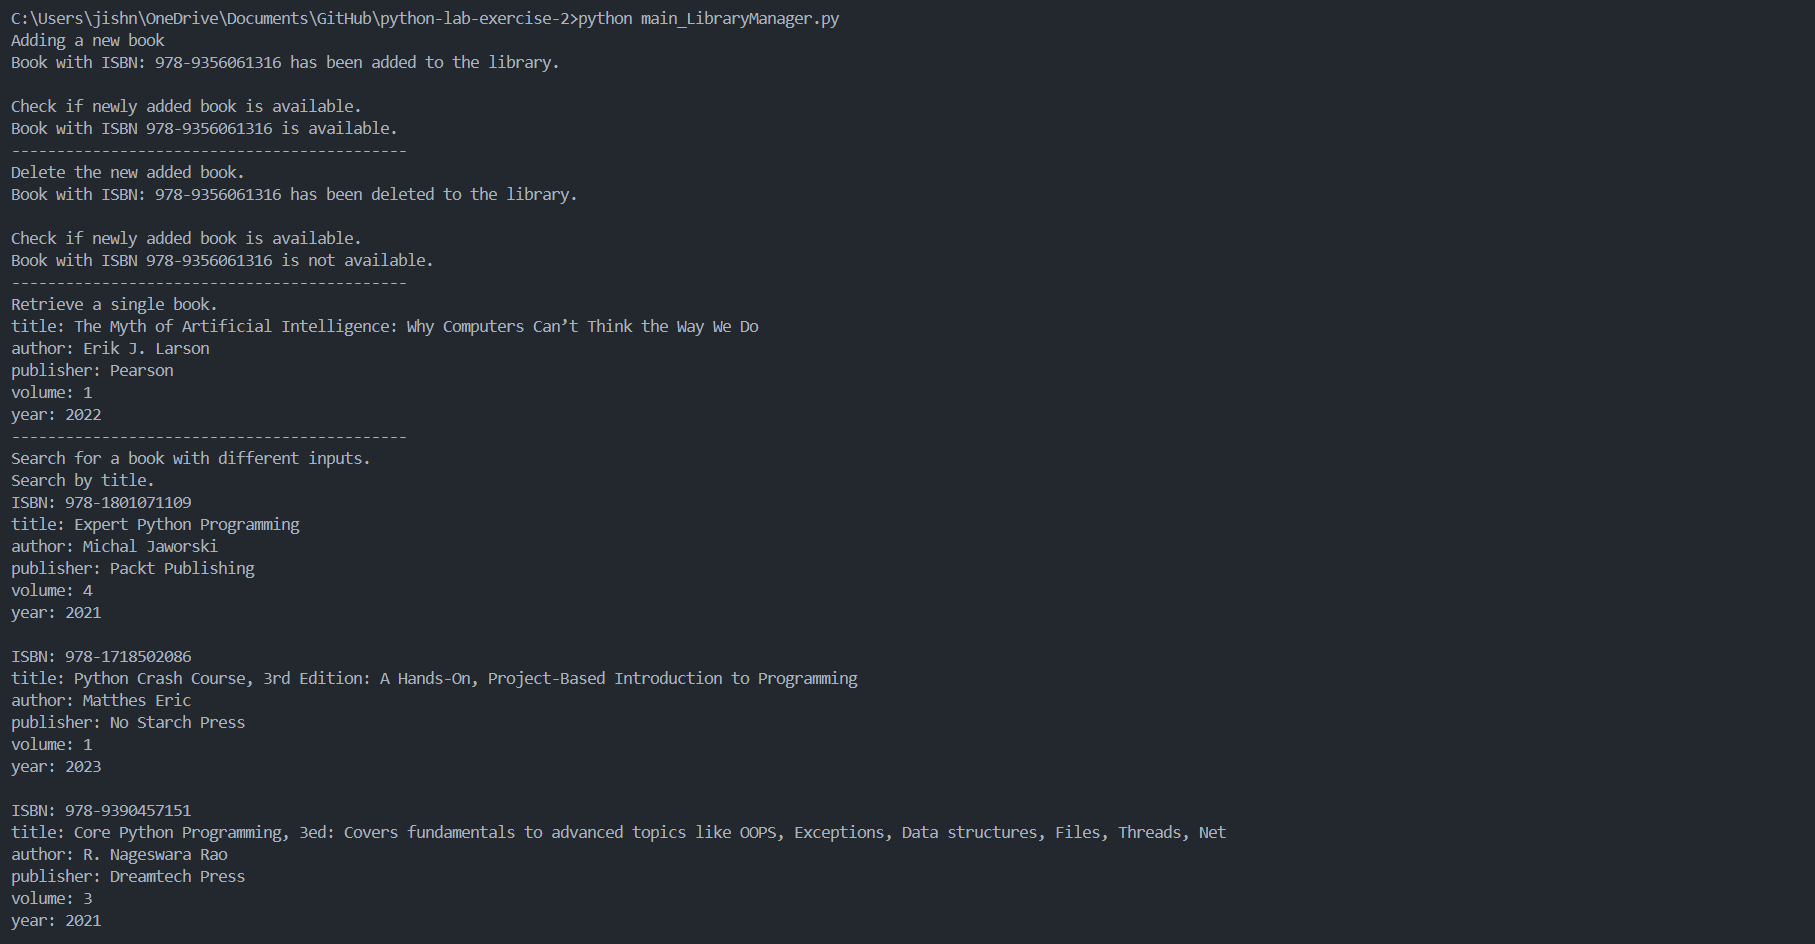 C:\Users\jishn\OneDrive\Documents\GitHub\python-lab-exercise-2>python main_LibraryManager.py
Adding a new book
Book with ISBN: 978-9356061316 has been added to the library.

Check if newly added book is available.
Book with ISBN 978-9356061316 is available.
--------------------------------------------
Delete the new added book.
Book with ISBN: 978-9356061316 has been deleted to the library.

Check if newly added book is available.
Book with ISBN 978-9356061316 is not available.
--------------------------------------------
Retrieve a single book.
title: The Myth of Artificial Intelligence: Why Computers Can’t Think the Way We Do
author: Erik J. Larson
publisher: Pearson
volume: 1
year: 2022
--------------------------------------------
Search for a book with different inputs.
Search by title.
ISBN: 978-1801071109
title: Expert Python Programming
author: Michal Jaworski
publisher: Packt Publishing
volume: 4
year: 2021

ISBN: 978-1718502086
title: Python Crash Course, 3rd Edition: A Hands-On, Project-Based Introduction to Programming
author: Matthes Eric
publisher: No Starch Press
volume: 1
year: 2023

ISBN: 978-9390457151
title: Core Python Programming, 3ed: Covers fundamentals to advanced topics like OOPS, Exceptions, Data structures, Files, Threads, Net
author: R. Nageswara Rao
publisher: Dreamtech Press
volume: 3
year: 2021